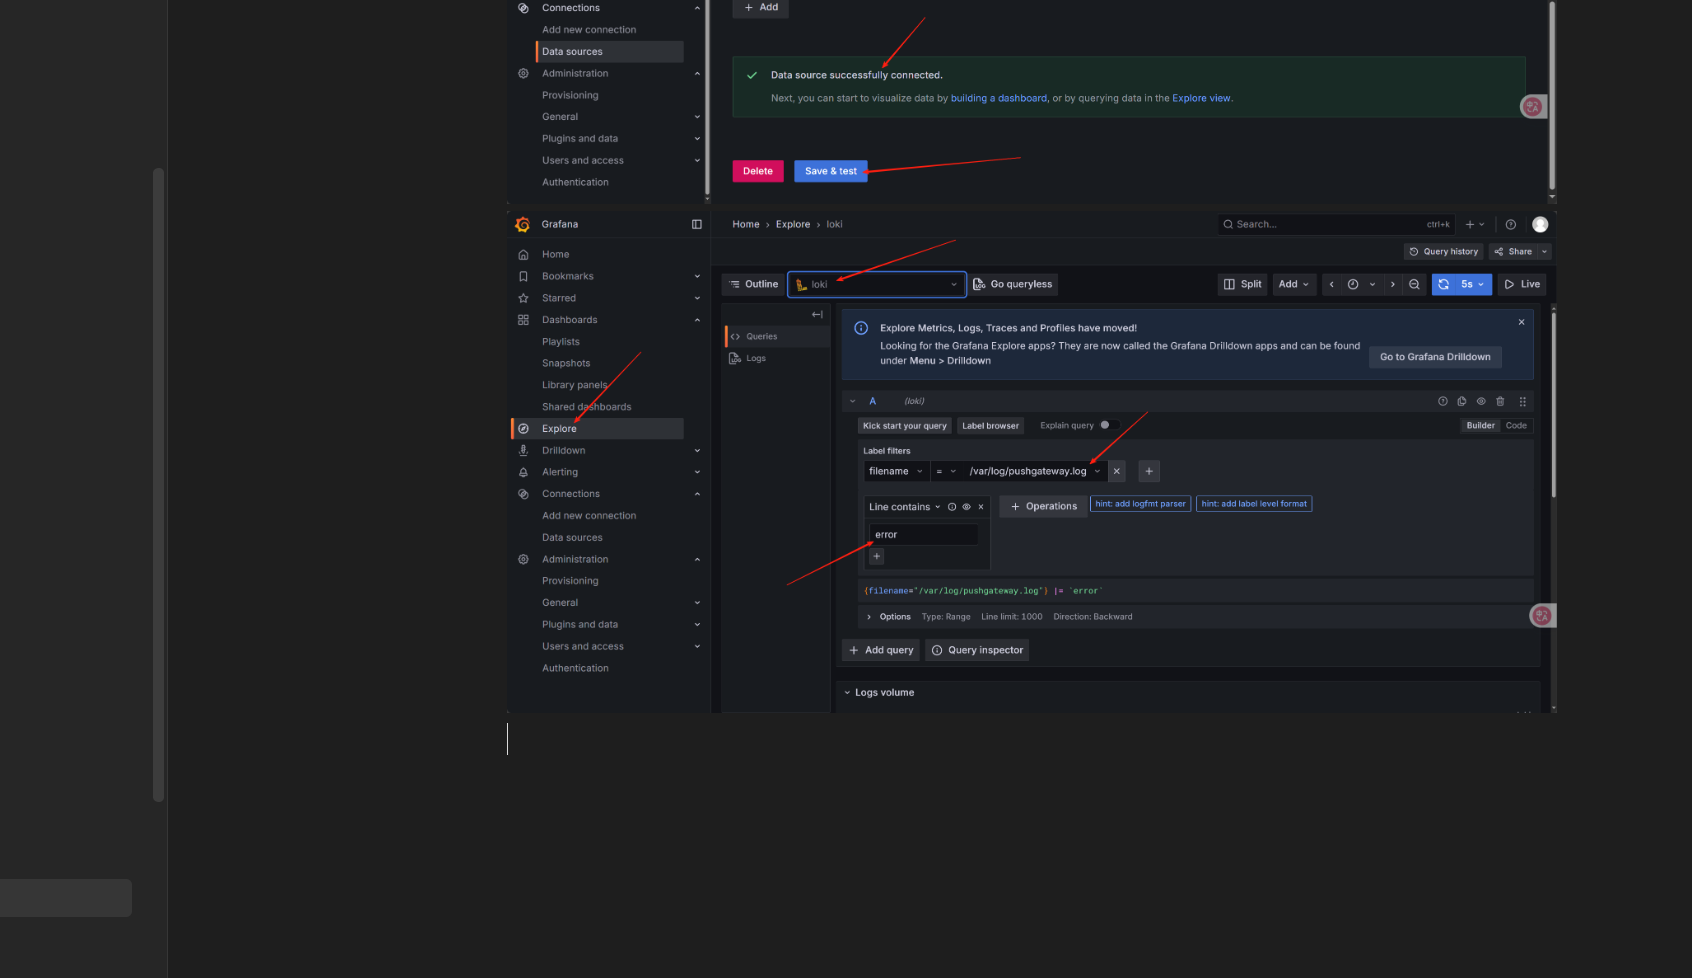 Connections
Add new connection
Data sources
Administration
Provisioning
General
Plugins and data
Users and access
Authentication
Add
Data source successfully connected.
Next, you can start to visualize data by building a dashboard, or by querying data in the Explore view.
Delete
Save & test
Grafana
Home › Explore › loki
Search...
ctrl+k
Query history
Share
Home
Bookmarks
Starred
Dashboards
Playlists
Snapshots
Library panels
Shared dashboards
Explore
Drilldown
Alerting
Connections
Add new connection
Data sources
Administration
Provisioning
General
Plugins and data
Users and access
Authentication
Outline
loki
Go queryless
Split
Add
5s
Live
Queries
Logs
Explore Metrics, Logs, Traces and Profiles have moved!
Looking for the Grafana Explore apps? They are now called the Grafana Drilldown apps and can be found
under Menu > Drilldown
Go to Grafana Drilldown
A (loki)
Kick start your query
Label browser
Explain query
Builder
Code
Label filters
filename = /var/log/pushgateway.log
Line contains
Operations
hint: add logfmt parser
hint: add label level format
error
{filename="/var/log/pushgateway.log"} |= `error`
Options Type: Range Line limit: 1000 Direction: Backward
Add query
Query inspector
Logs volume